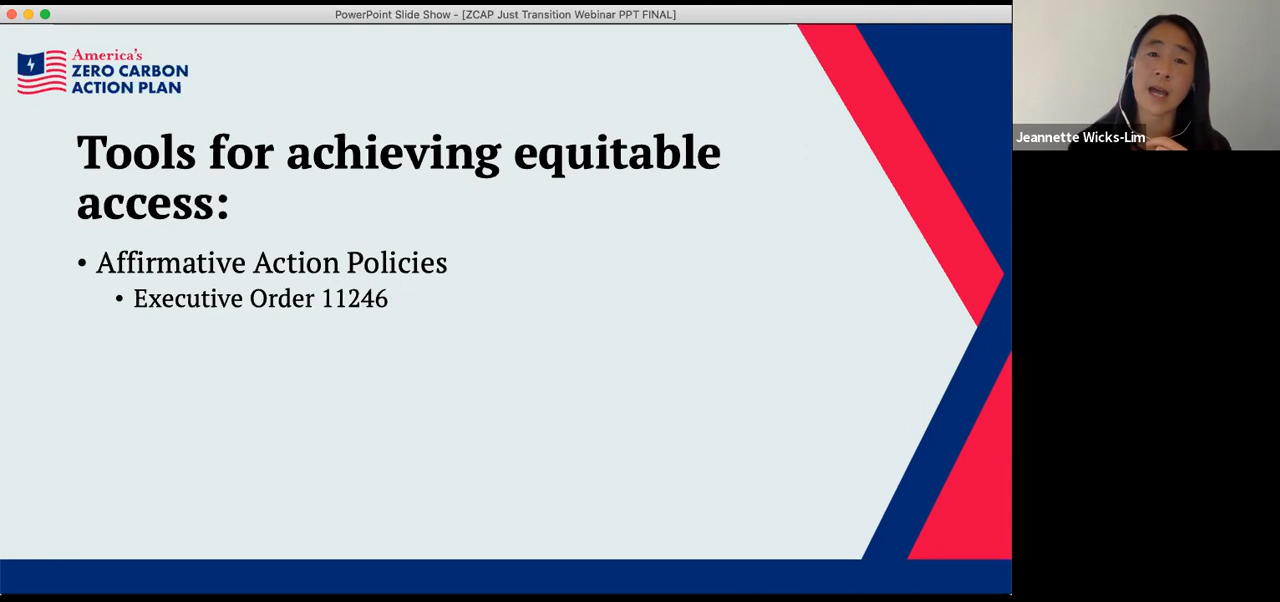 PowerPoint Slide Show - [ZCAP Just Transition Webinar PPT FINAL]
America's
ZERO CARBON
ACTION PLAN
Tools for achieving equitable
access:
• Affirmative Action Policies
• Executive Order 11246
Jeannette Wicks-Lim